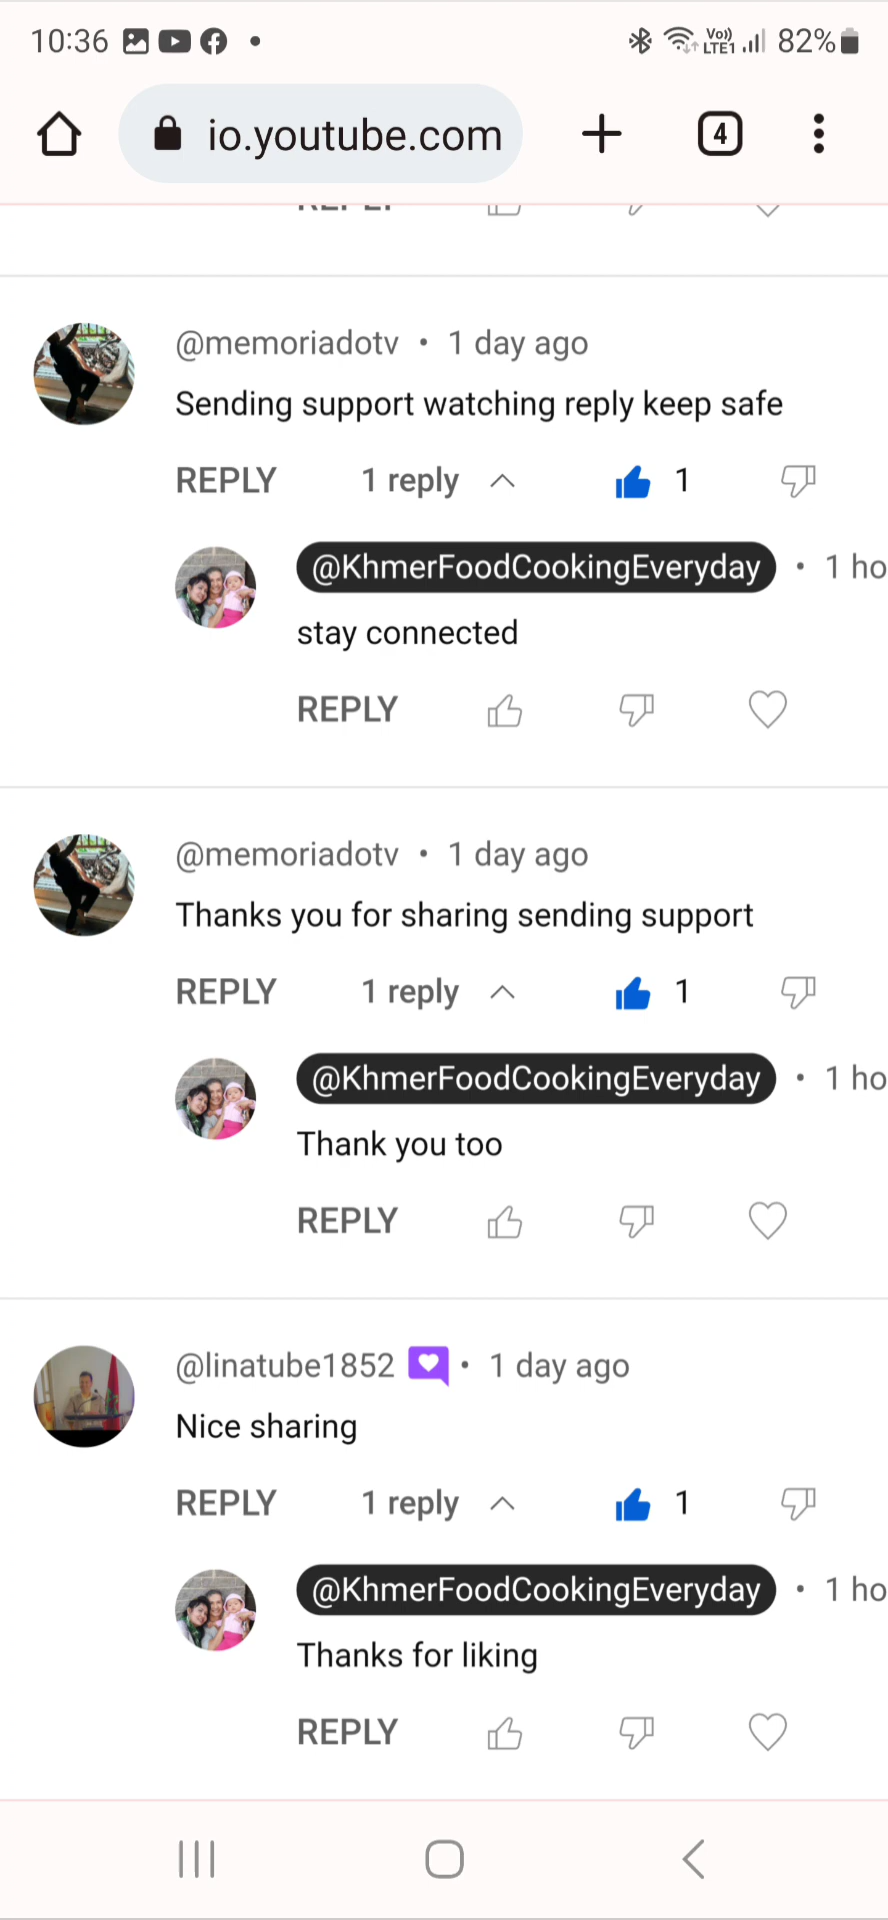 10:36
Vo)) LTE1 82%
io.youtube.com
4
REPLY
@memoriadotv • 1 day ago
Sending support watching reply keep safe
REPLY 1 reply 1
@KhmerFoodCookingEveryday • 1 ho
stay connected
REPLY
@memoriadotv • 1 day ago
Thanks you for sharing sending support
REPLY 1 reply 1
@KhmerFoodCookingEveryday • 1 ho
Thank you too
REPLY
@linatube1852 • 1 day ago
Nice sharing
REPLY 1 reply 1
@KhmerFoodCookingEveryday • 1 ho
Thanks for liking
REPLY